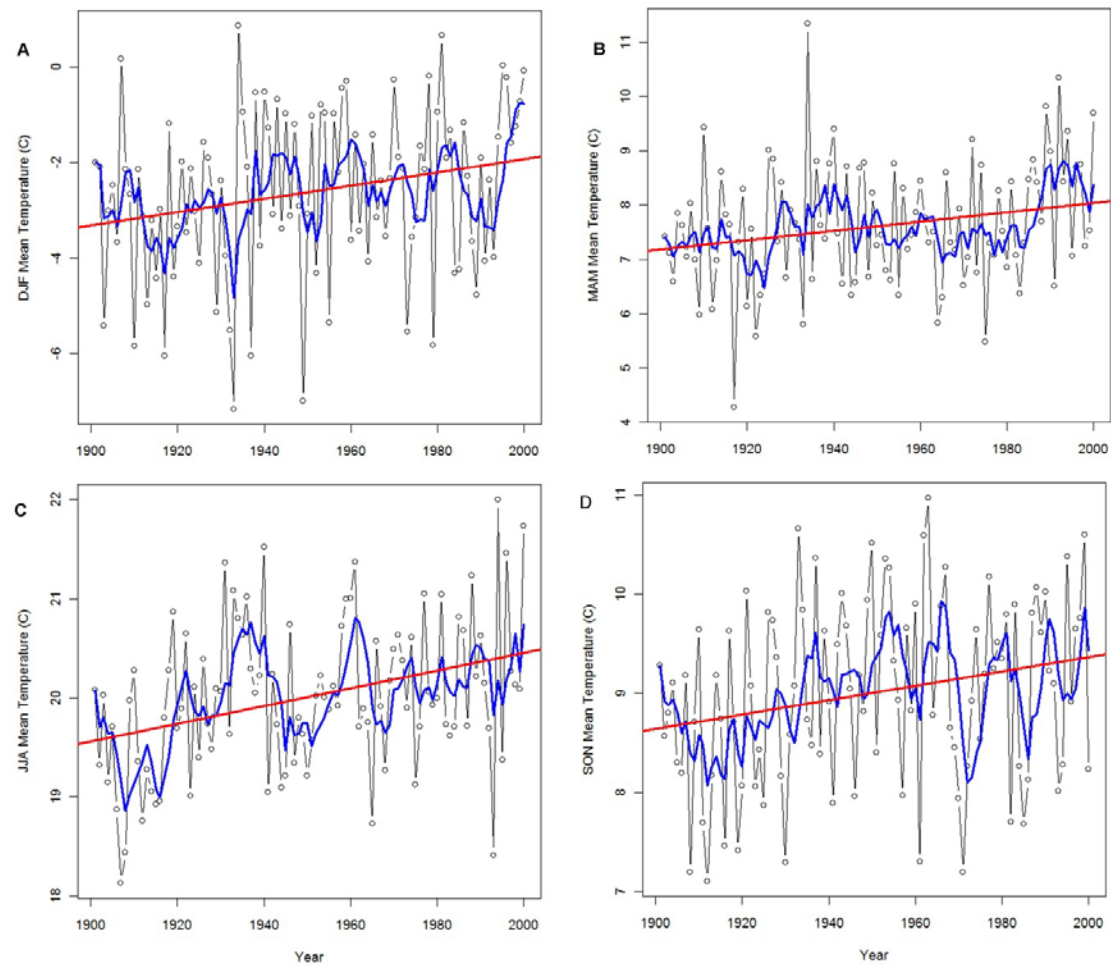 A
DJF Mean Temperature (C)
0
-2
-4
-6
1900 1920 1940 1960 1980 2000
B
MAM Mean Temperature (C)
11
10
9
8
7
6
5
4
1900 1920 1940 1960 1980 2000
C
JJA Mean Temperature (C)
22
21
20
19
18
1900 1920 1940 1960 1980 2000
Year
D
SON Mean Temperature (C)
11
10
9
8
7
1900 1920 1940 1960 1980 2000
Year